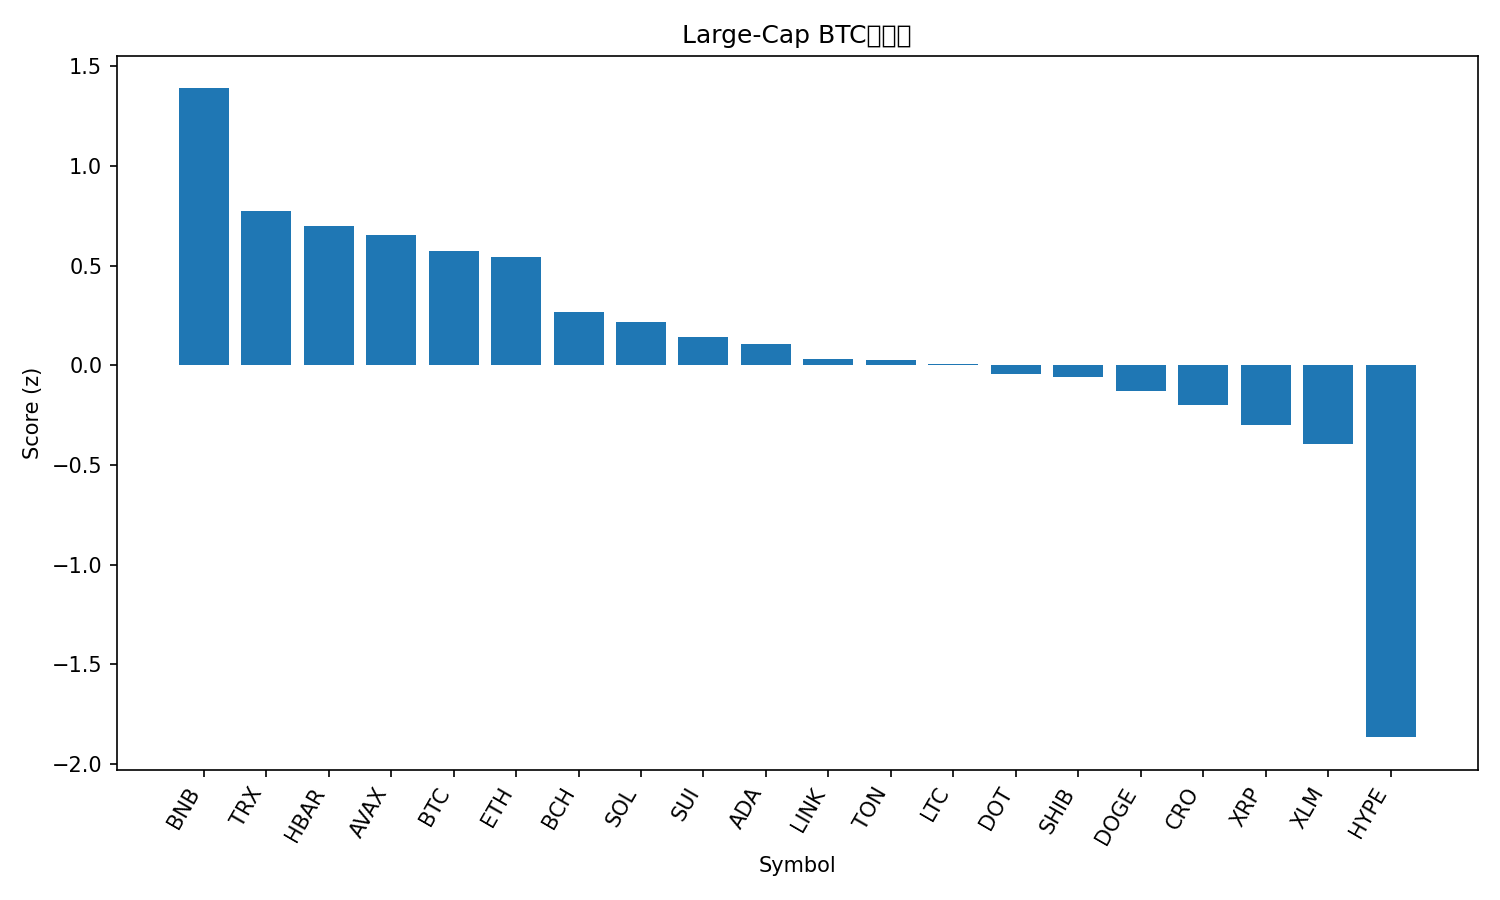 Large-Cap BTC
1.5
1.0
0.5
0.0
−0.5
−1.0
−1.5
−2.0
Score (z)
BNB
TRX
HBAR
AVAX
BTC
ETH
BCH
SOL
SUI
ADA
LINK
TON
LTC
DOT
SHIB
DOGE
CRO
XRP
XLM
HYPE
Symbol